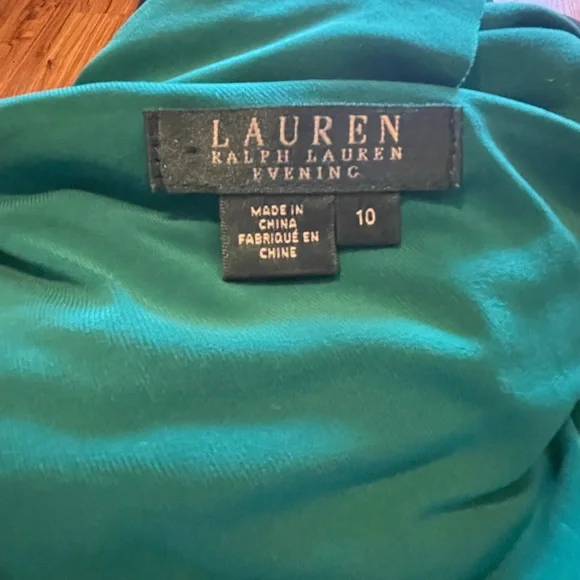 LAUREN
RALPH LAUREN
EVENING
MADE IN
CHINA
FABRIQUÉ EN
CHINE
10